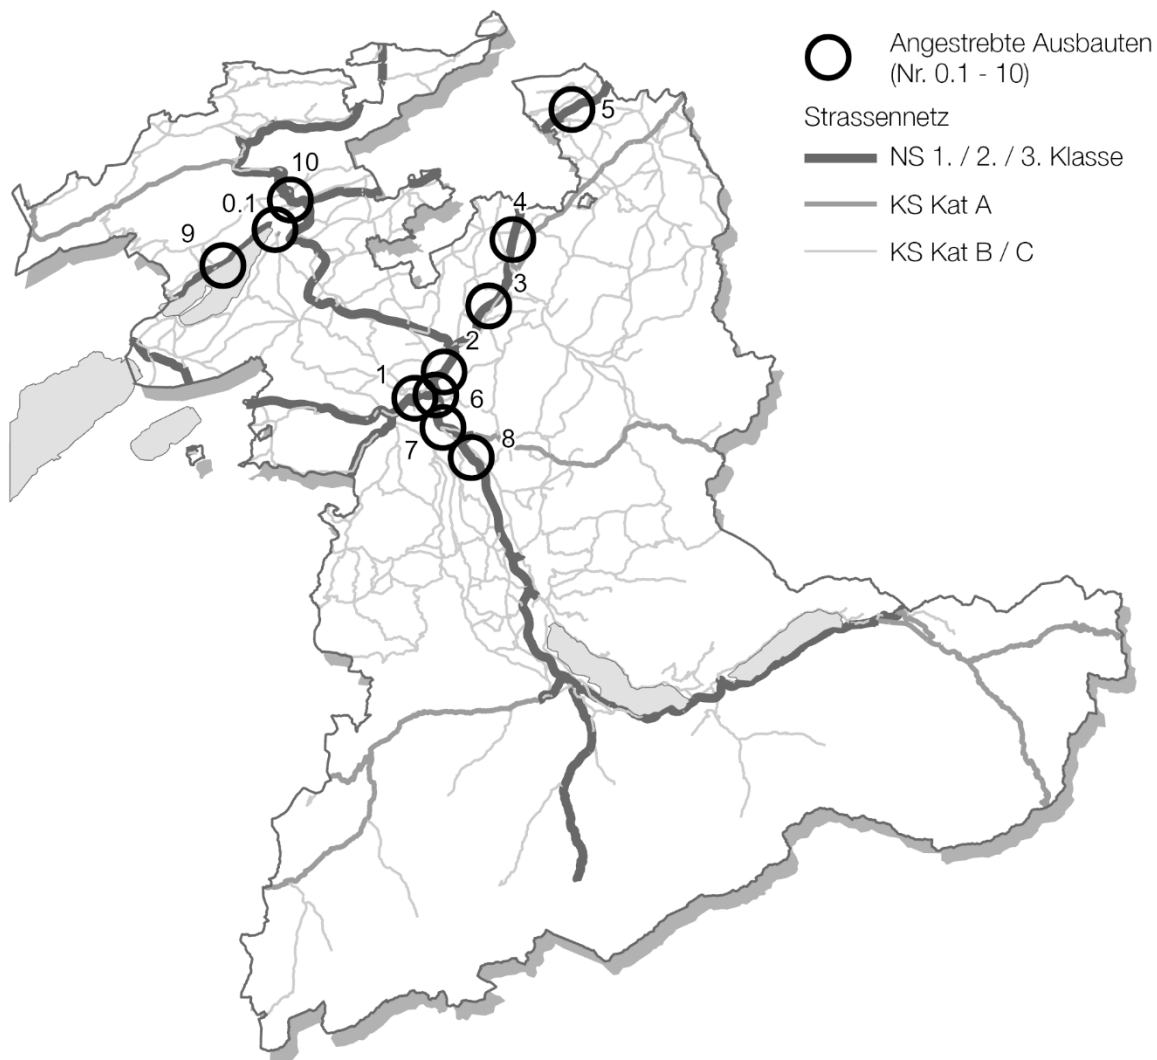 Angestrebte Ausbauten
(Nr. 0.1 - 10)
Strassennetz
NS 1. / 2. / 3. Klasse
KS Kat A
KS Kat B / C
5
10
0.1
4
9
3
2
1
6
7
8